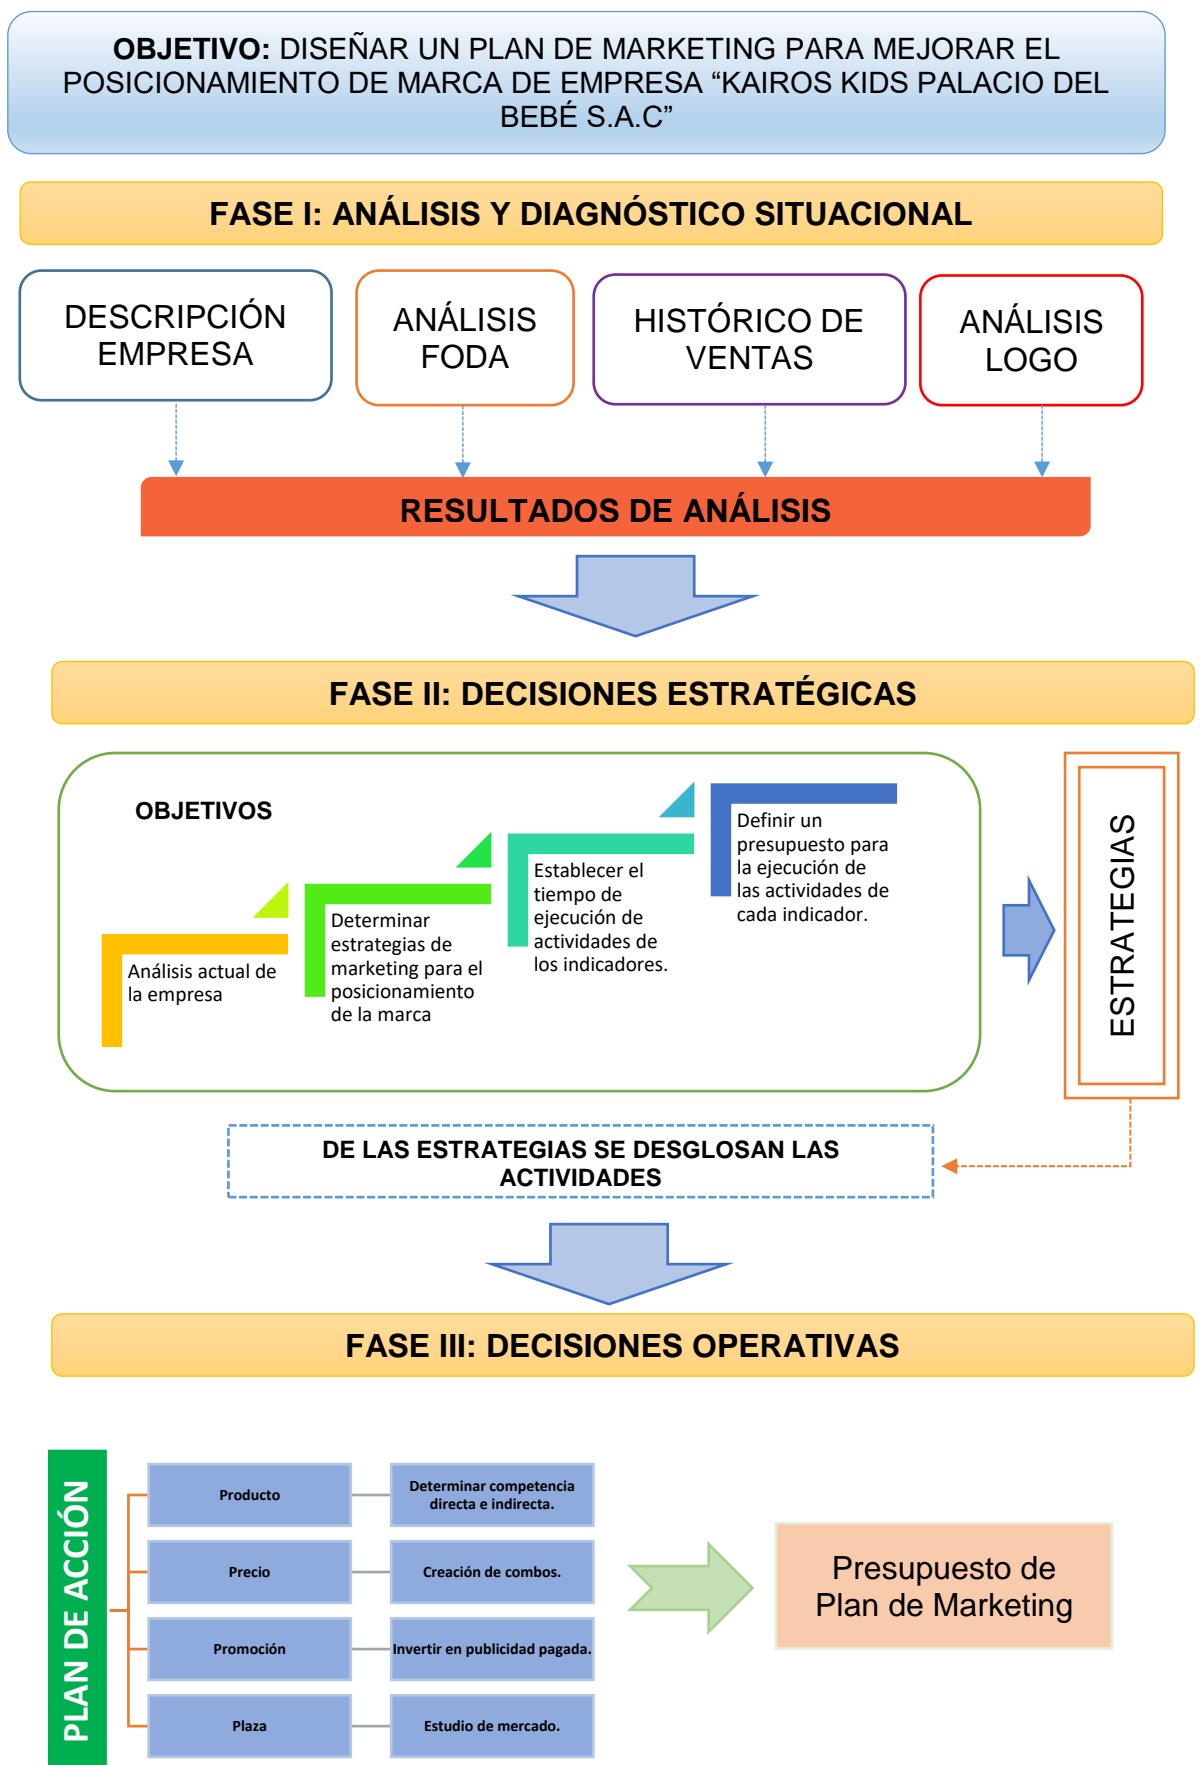 OBJETIVO: DISEÑAR UN PLAN DE MARKETING PARA MEJORAR EL
POSICIONAMIENTO DE MARCA DE EMPRESA “KAIROS KIDS PALACIO DEL
BEBÉ S.A.C”
FASE I: ANÁLISIS Y DIAGNÓSTICO SITUACIONAL
DESCRIPCIÓN
EMPRESA
ANÁLISIS
FODA
HISTÓRICO DE
VENTAS
ANÁLISIS
LOGO
RESULTADOS DE ANÁLISIS
FASE II: DECISIONES ESTRATÉGICAS
OBJETIVOS
Análisis actual de
la empresa
Determinar
estrategias de
marketing para el
posicionamiento
de la marca
Establecer el
tiempo de
ejecución de
actividades de
los indicadores.
Definir un
presupuesto para
la ejecución de
las actividades de
cada indicador.
ESTRATEGIAS
DE LAS ESTRATEGIAS SE DESGLOSAN LAS
ACTIVIDADES
FASE III: DECISIONES OPERATIVAS
PLAN DE ACCIÓN
Producto
Determinar competencia
directa e indirecta.
Precio
Creación de combos.
Promoción
Invertir en publicidad pagada.
Plaza
Estudio de mercado.
Presupuesto de
Plan de Marketing